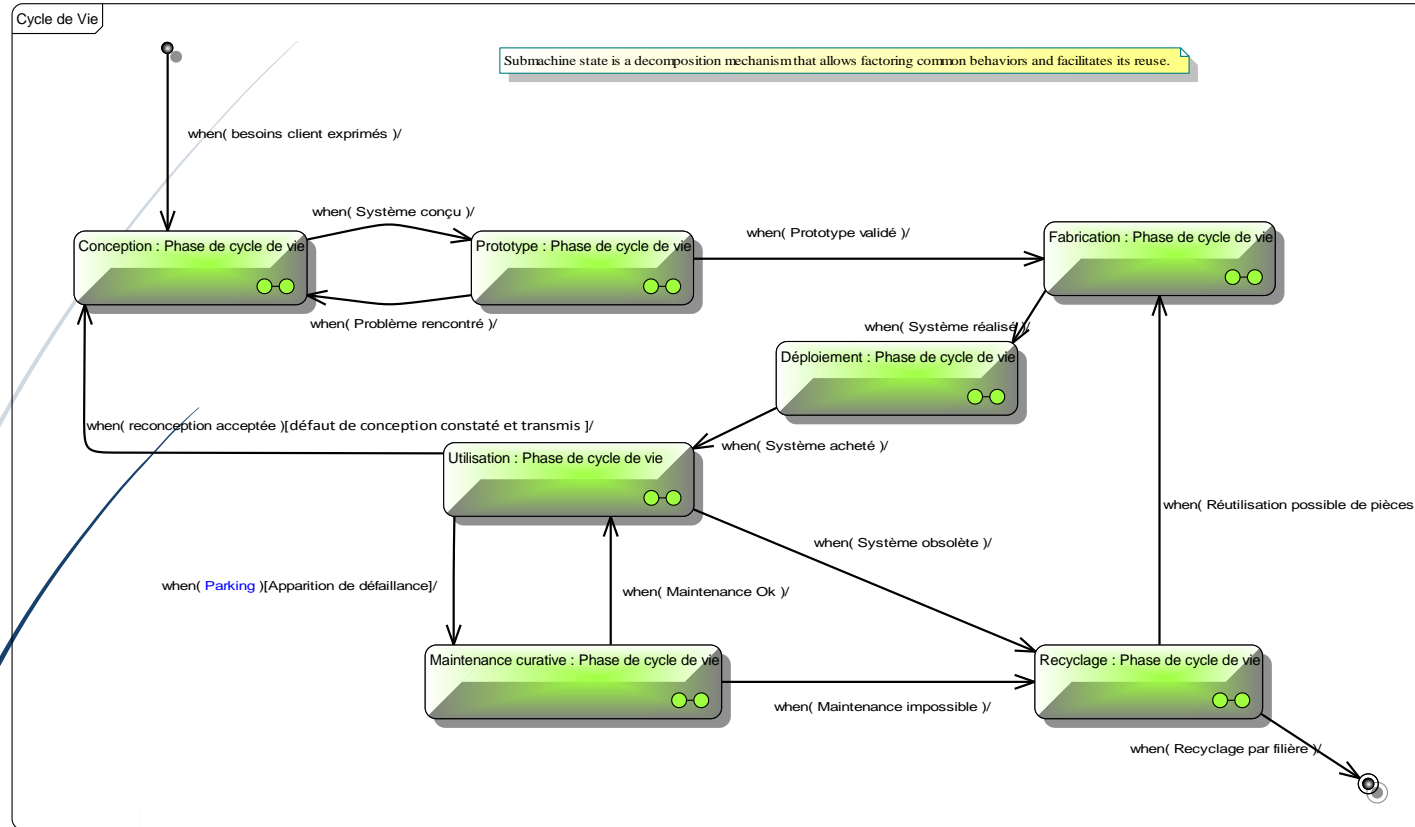 Cycle de Vie
Submachine state is a decomposition mechanism that allows factoring common behaviors and facilitates its reuse.
when( besoins client exprimés )/
when( Système conçu )/
Conception : Phase de cycle de vie
Prototype : Phase de cycle de vie
when( Prototype validé )/
Fabrication : Phase de cycle de vie
when( Problème rencontré )/
when( Système réalisé )/
Déploiement : Phase de cycle de vie
when( reconception acceptée )[défaut de conception constaté et transmis ]/
when( Système acheté )/
Utilisation : Phase de cycle de vie
when( Réutilisation possible de pièces
when( Système obsolète )/
when( Parking )[Apparition de défaillance]/
when( Maintenance Ok )/
Maintenance curative : Phase de cycle de vie
Recyclage : Phase de cycle de vie
when( Maintenance impossible )/
when( Recyclage par filière )/